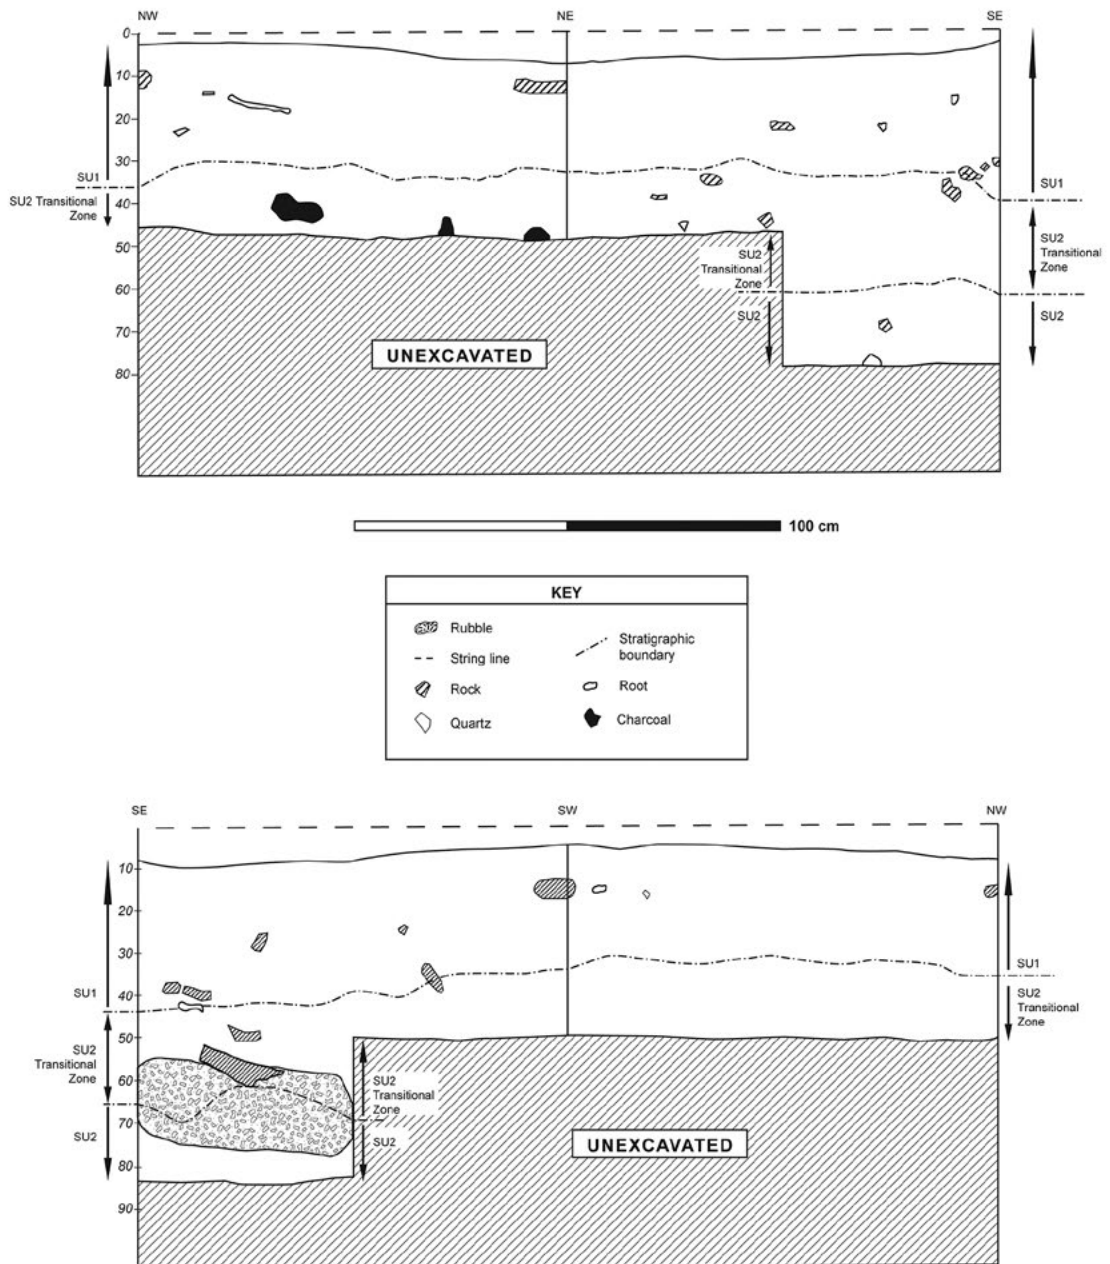 NW NE SE
0
10
20
30
40
50
60
70
80
SU1
SU2 Transitional
Zone
SU2
Transitional
Zone
SU2
SU1
SU2
Transitional
Zone
SU2
UNEXCAVATED
100 cm
KEY
Rubble
String line
Rock
Quartz
Stratigraphic
boundary
Root
Charcoal
SE SW NW
10
20
30
40
50
60
70
80
90
SU1
SU2
Transitional
Zone
SU2
SU2
Transitional
Zone
SU2
SU1
SU2
Transitional
Zone
UNEXCAVATED